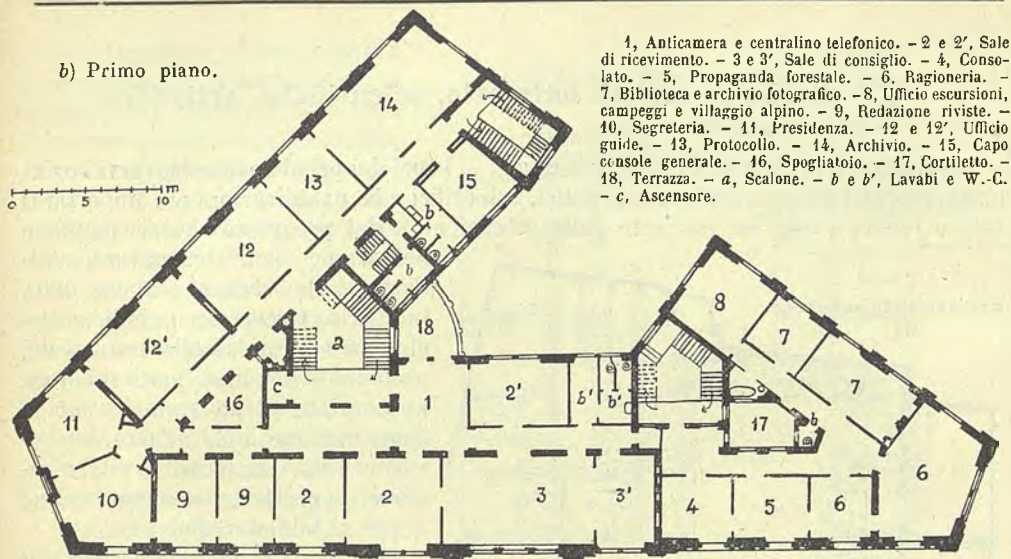 b) Primo piano.
1, Anticamera e centralino telefonico. – 2 e 2', Sale
di ricevimento. – 3 e 3', Sale di consiglio. – 4, Conso-
lato. – 5, Propaganda forestale. – 6, Ragioneria. –
7, Biblioteca e archivio fotografico. – 8, Ufficio escursioni,
campeggi e villaggio alpino. – 9, Redazione riviste. –
10, Segreteria. – 11, Presidenza. – 12 e 12', Ufficio
guide. – 13, Protocollo. – 14, Archivio. – 15, Capo
console generale. – 16, Spogliatoio. – 17, Cortiletto. –
18, Terrazza. – a, Scalone. – b e b', Lavabi e W.-C.
– c, Ascensore.
0 5 10 m
14
13
15
b
12
b
18
a
8
7
12'
c
1
2'
b'
b'
7
16
17
b
11
6
10
9
9
2
2
3
3'
4
5
6